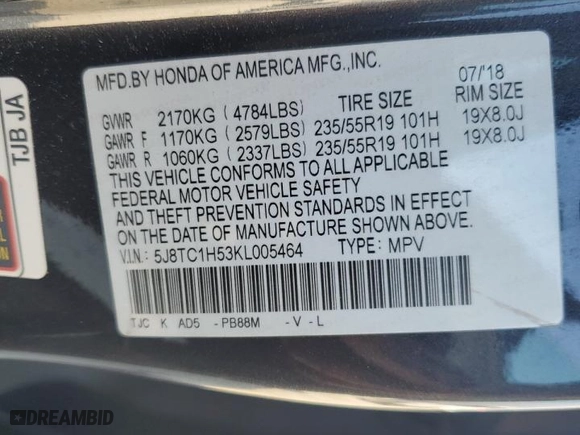 MFD.BY HONDA OF AMERICA MFG.,INC.
07/'18
GVWR 2170KG ( 4784LBS) TIRE SIZE RIM SIZE
GAWR F 1170KG ( 2579LBS) 235/55R19 101H 19X8.0J
GAWR R 1060KG ( 2337LBS) 235/55R19 101H 19X8.0J
THIS VEHICLE CONFORMS TO ALL APPLICABLE
FEDERAL MOTOR VEHICLE SAFETY
AND THEFT PREVENTION STANDARDS IN EFFECT
ON THE DATE OF MANUFACTURE SHOWN ABOVE.
V.I.N.: 5J8TC1H53KL005464 TYPE: MPV
TJC K AD5 - PB88M - V - L
TJB JA
DREAMBID